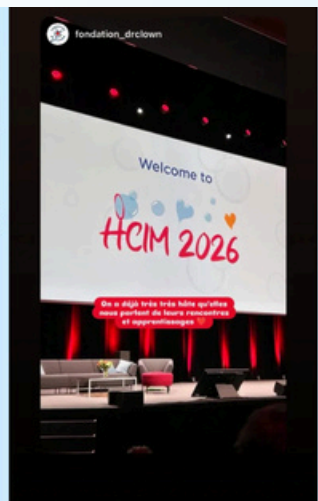 fondation_drclown
Welcome to
HCIM 2026
On a déjà très très hâte qu'elles
nous parlent de leurs rencontres
et apprentissages